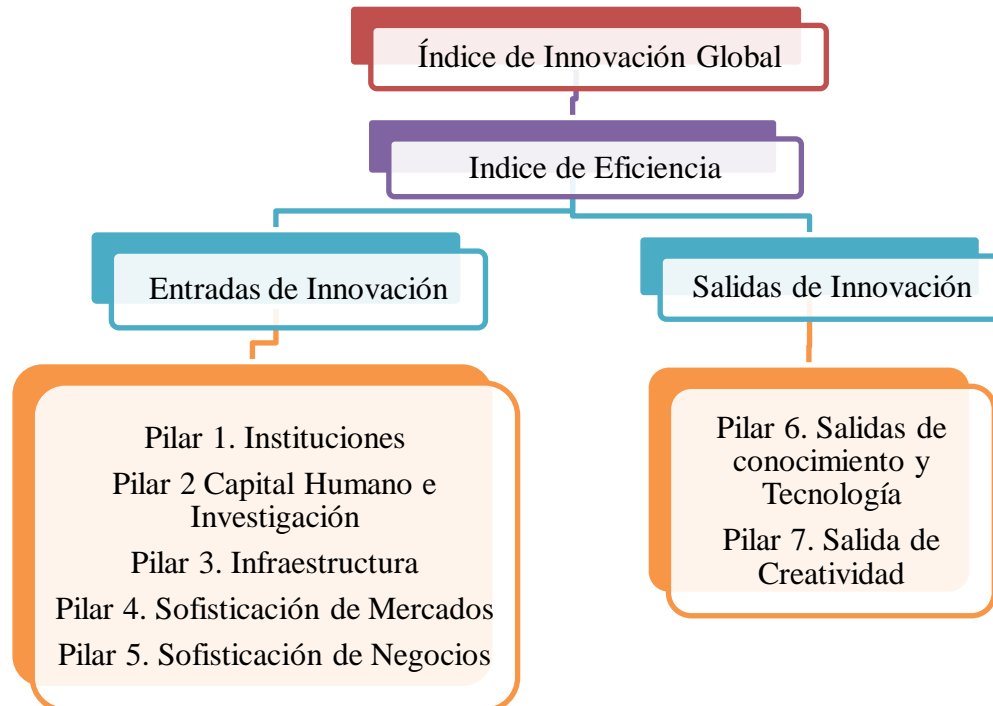 Índice de Innovación Global
Indice de Eficiencia
Entradas de Innovación
Salidas de Innovación
Pilar 1. Instituciones
Pilar 2 Capital Humano e
Investigación
Pilar 3. Infraestructura
Pilar 4. Sofisticación de Mercados
Pilar 5. Sofisticación de Negocios
Pilar 6. Salidas de
conocimiento y
Tecnología
Pilar 7. Salida de
Creatividad